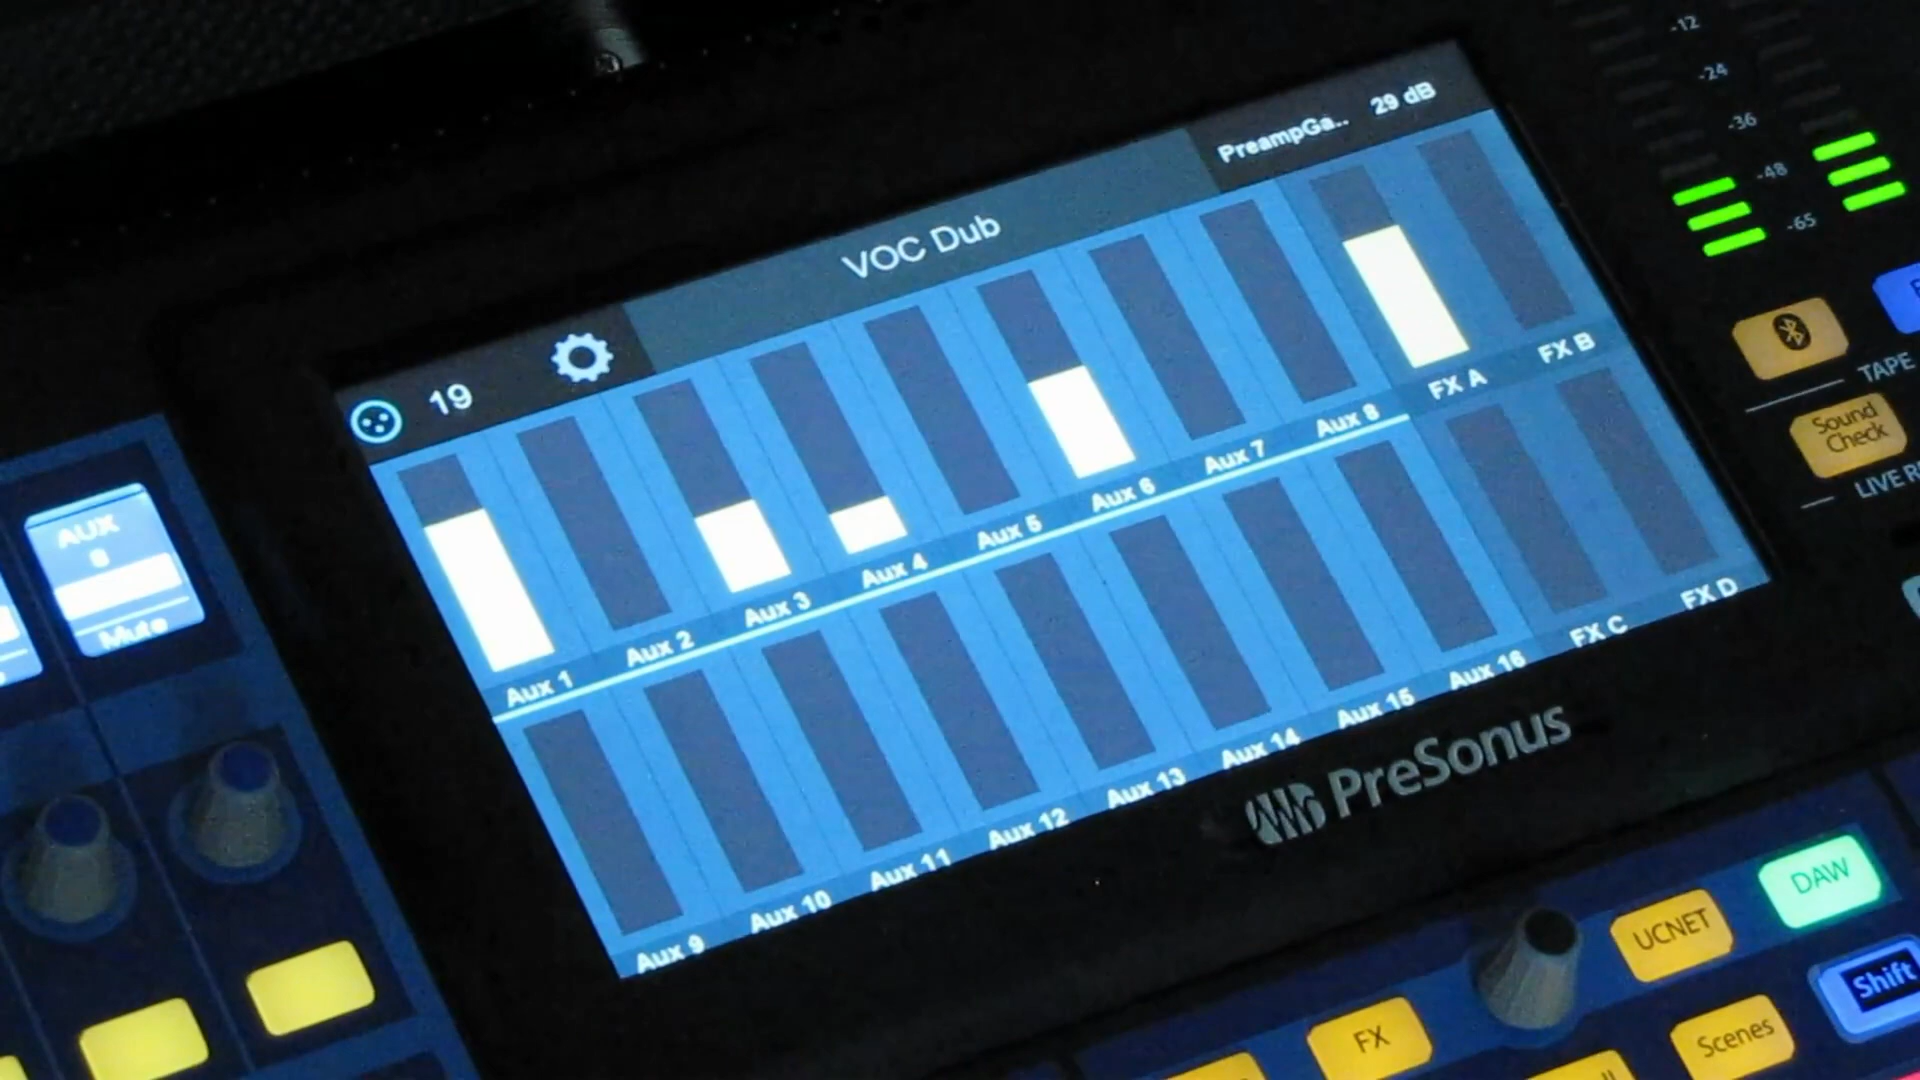 -12
-24
-36
-48
-65
PreampGa.. 29 dB
VOC Dub
19
Aux 1 Aux 2 Aux 3 Aux 4 Aux 5 Aux 6 Aux 7 Aux 8 FX A FX B
Aux 9 Aux 10 Aux 11 Aux 12 Aux 13 Aux 14 Aux 15 Aux 16 FX C FX D
PreSonus
AUX
Mute
TAPE
Sound
Check
DAW
UCNET
Shift
FX
Scenes